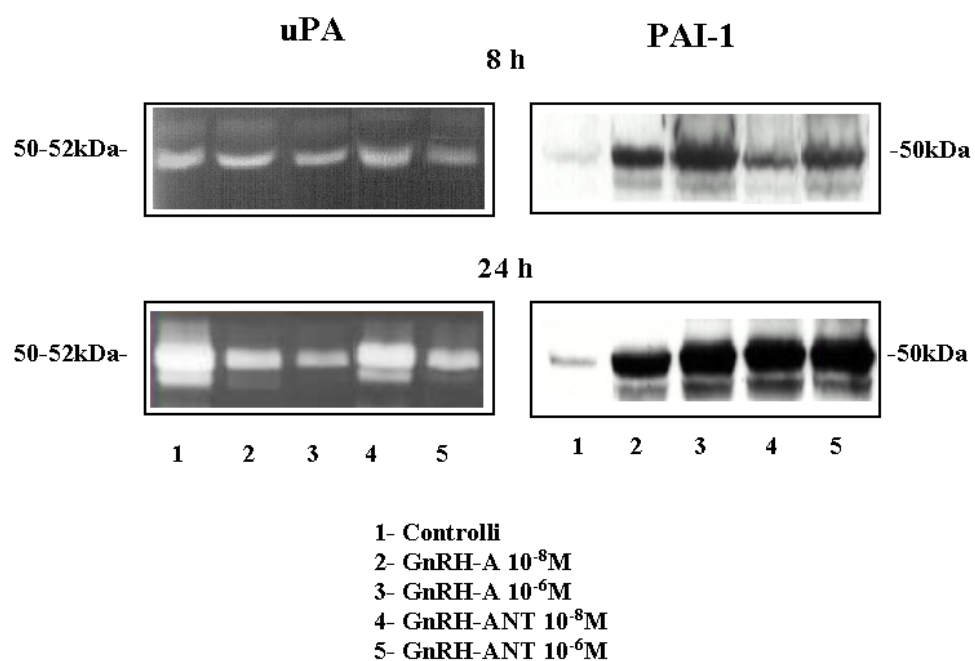 uPA PAI-1
8 h
50-52kDa- -50kDa
24 h
50-52kDa- -50kDa
1 2 3 4 5 1 2 3 4 5
1- Controlli
2- GnRH-A 10⁻⁸M
3- GnRH-A 10⁻⁶M
4- GnRH-ANT 10⁻⁸M
5- GnRH-ANT 10⁻⁶M